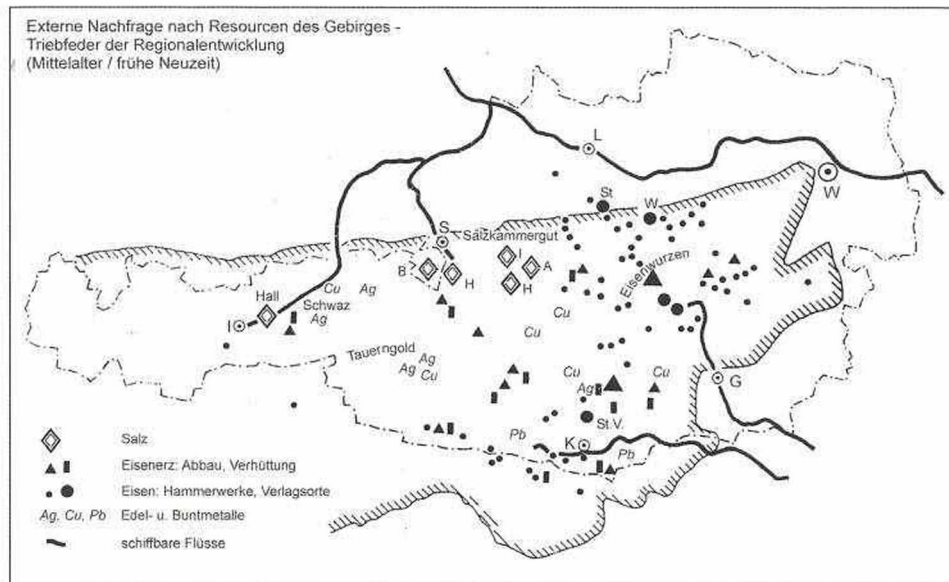 Externe Nachfrage nach Resourcen des Gebirges -
Triebfeder der Regionalentwicklung
(Mittelalter / frühe Neuzeit)
L
W
St
W
S
Salzkammergut
I
B
A
H
H
Eisenwurzen
Hall
Cu Ag
Schwaz
Ag
I
Cu
Cu
Tauerngold
Ag
Ag
Cu
Cu
Ag
Cu
G
St.V.
Pb
K
Pb
Salz
Eisenerz: Abbau, Verhüttung
Eisen: Hammerwerke, Verlagsorte
Ag, Cu, Pb Edel- u. Buntmetalle
schiffbare Flüsse